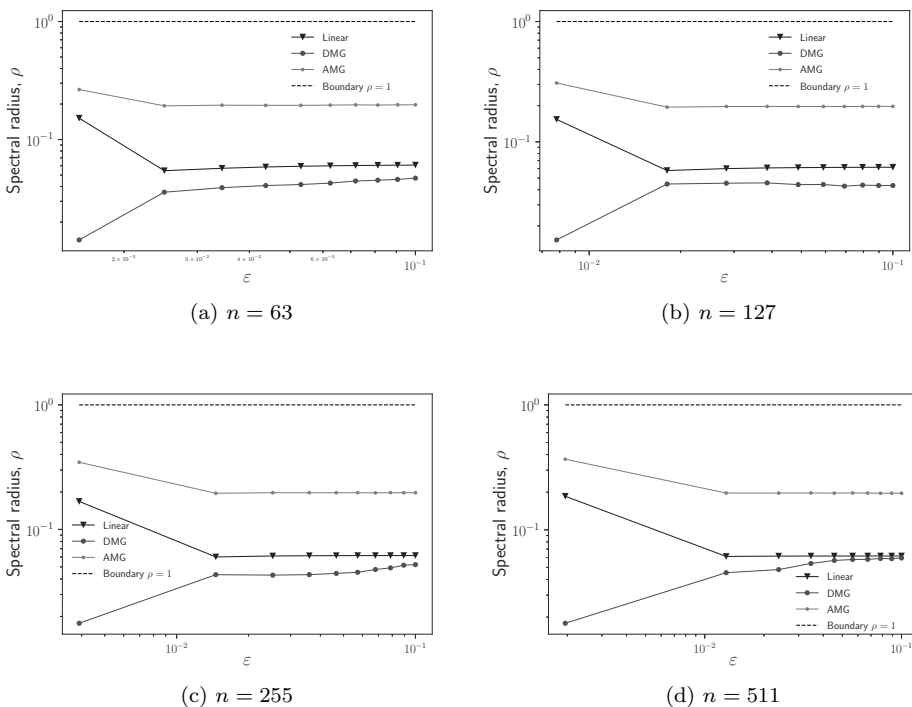 10⁰
10⁻¹
Spectral radius, ρ
Linear
DMG
AMG
Boundary ρ = 1
2 × 10⁻²
3 × 10⁻²
4 × 10⁻²
6 × 10⁻²
10⁻¹
ε
(a) n = 63
10⁰
10⁻¹
Spectral radius, ρ
Linear
DMG
AMG
Boundary ρ = 1
10⁻²
10⁻¹
ε
(b) n = 127
10⁰
10⁻¹
Spectral radius, ρ
Linear
DMG
AMG
Boundary ρ = 1
10⁻²
10⁻¹
ε
(c) n = 255
10⁰
10⁻¹
Spectral radius, ρ
Linear
DMG
AMG
Boundary ρ = 1
10⁻²
10⁻¹
ε
(d) n = 511